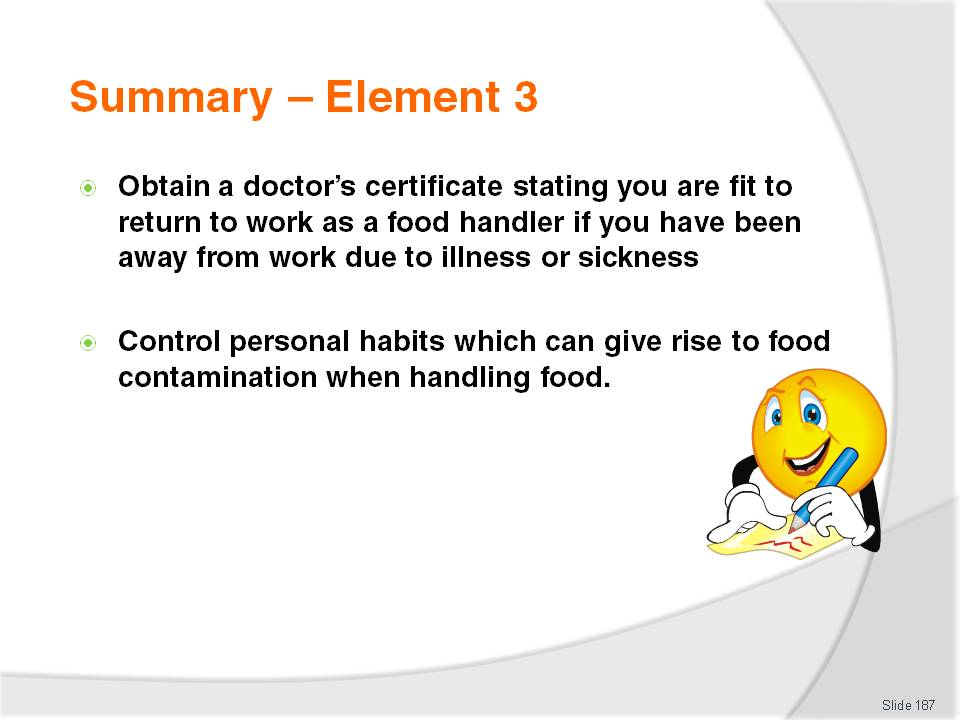 Summary – Element 3
Obtain a doctor’s certificate stating you are fit to
return to work as a food handler if you have been
away from work due to illness or sickness
Control personal habits which can give rise to food
contamination when handling food.
Slide 187